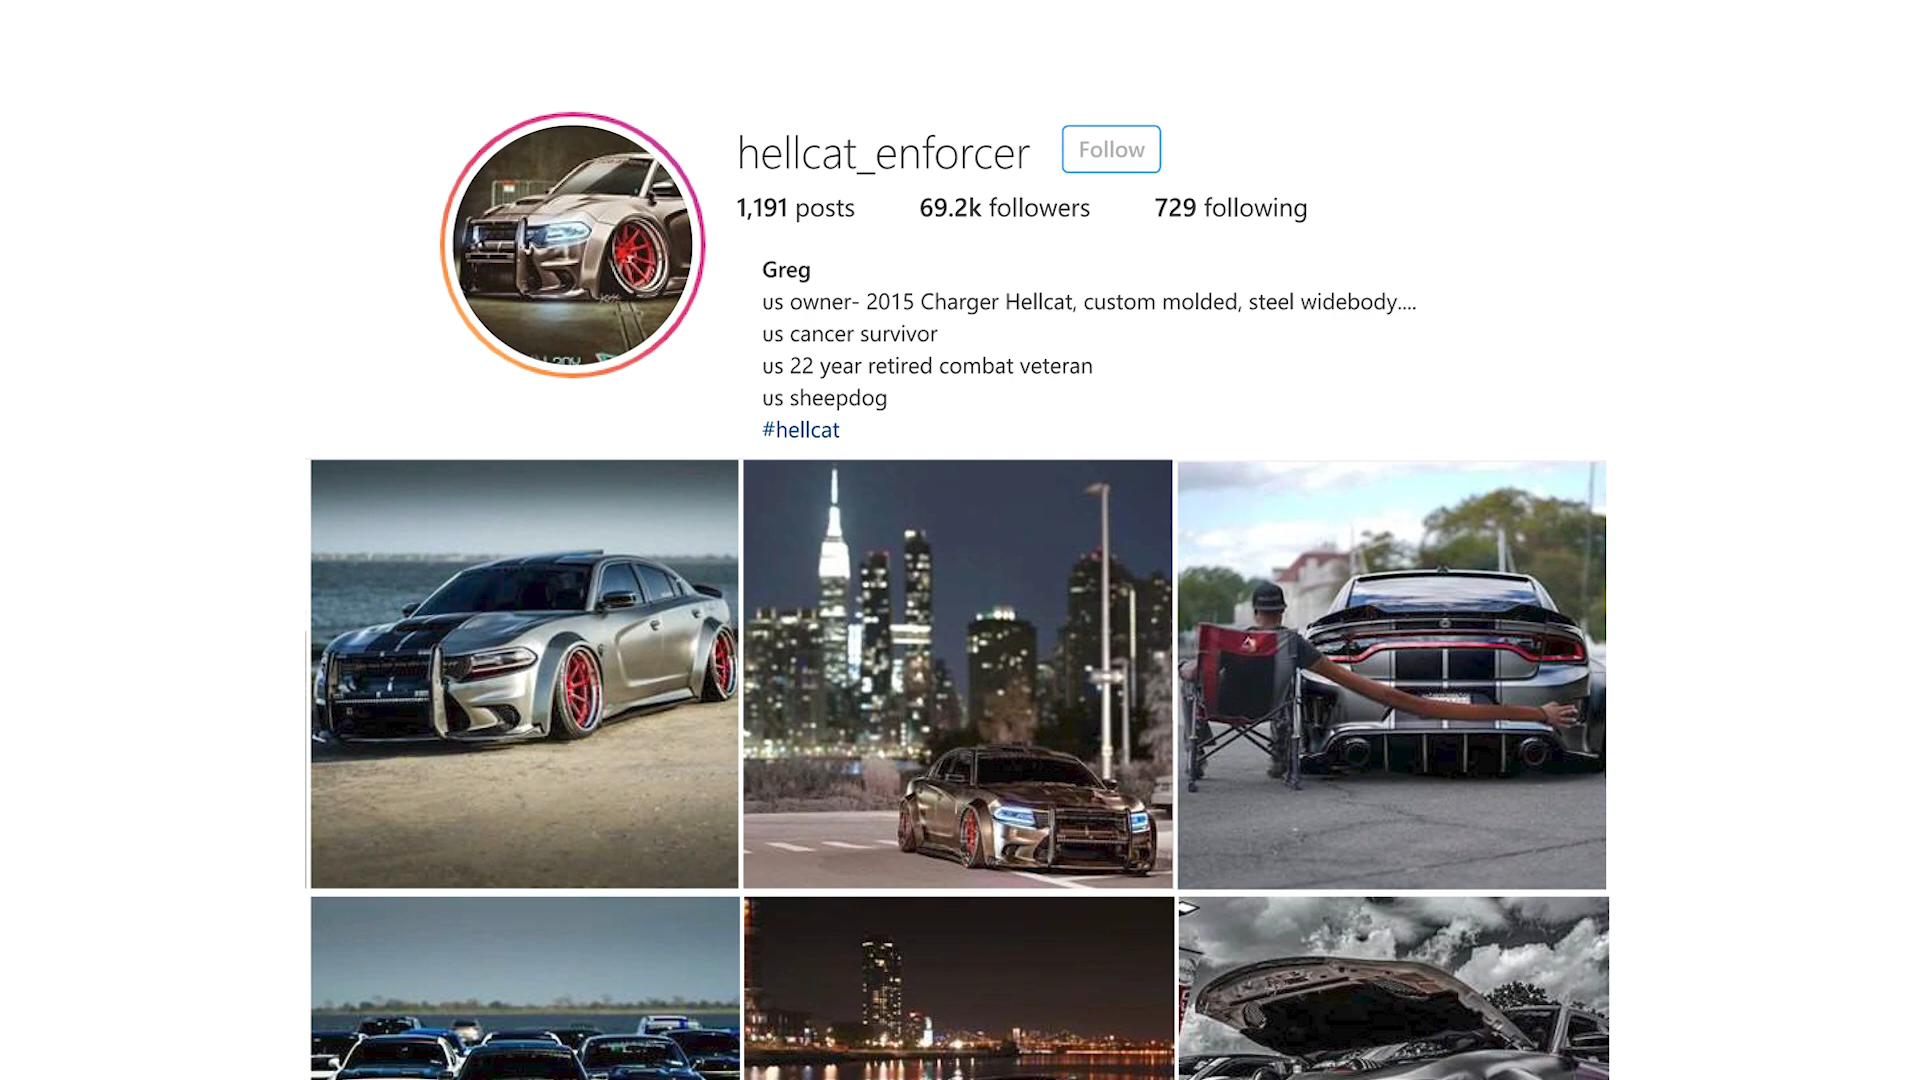 hellcat_enforcer
Follow
1,191 posts 69.2k followers 729 following
Greg
us owner- 2015 Charger Hellcat, custom molded, steel widebody....
us cancer survivor
us 22 year retired combat veteran
us sheepdog
#hellcat